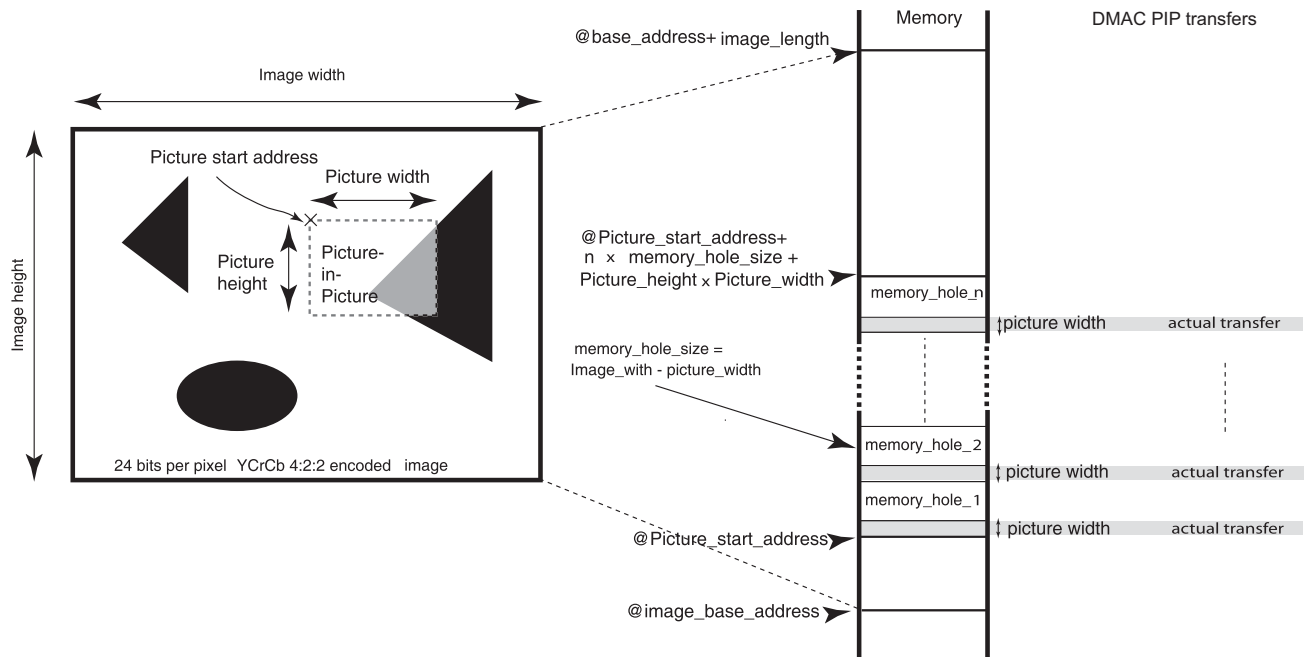 Memory
DMAC PIP transfers
@base_address+ image_length
Image width
Picture start address
Picture width
Picture
height
Picture-
in-
Picture
Image height
24 bits per pixel YCrCb 4:2:2 encoded image
@Picture_start_address+
n x memory_hole_size +
Picture_height x Picture_width
memory_hole_n
picture width
actual transfer
memory_hole_size =
Image_with - picture_width
memory_hole_2
picture width
actual transfer
memory_hole_1
picture width
actual transfer
@Picture_start_address
@image_base_address